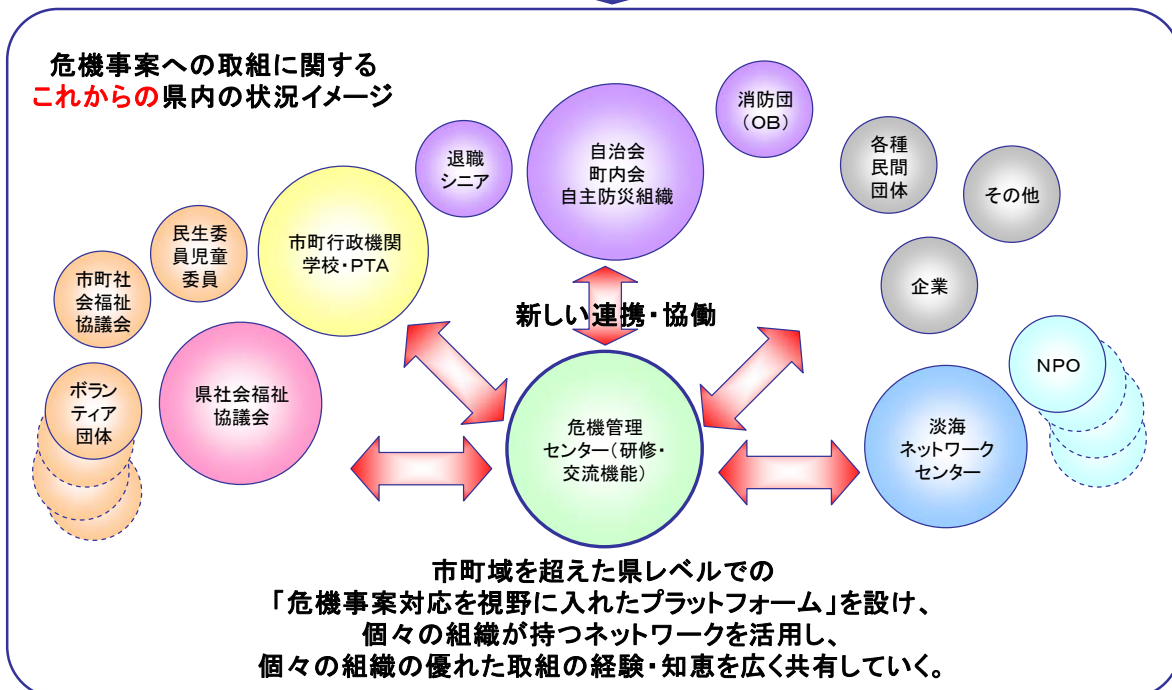 危機事案への取組に関する
これからの県内の状況イメージ
消防団
(OB)
自治会
町内会
自主防災組織
退職
シニア
各種
民間
団体
その他
民生委
員児童
委員
市町行政機関
学校・PTA
市町社
会福祉
協議会
企業
新しい連携・協働
NPO
ボラン
ティア
団体
県社会福祉
協議会
危機管理
センター(研修・
交流機能)
淡海
ネットワーク
センター
市町域を超えた県レベルでの
「危機事案対応を視野に入れたプラットフォーム」を設け、
個々の組織が持つネットワークを活用し、
個々の組織の優れた取組の経験・知恵を広く共有していく。